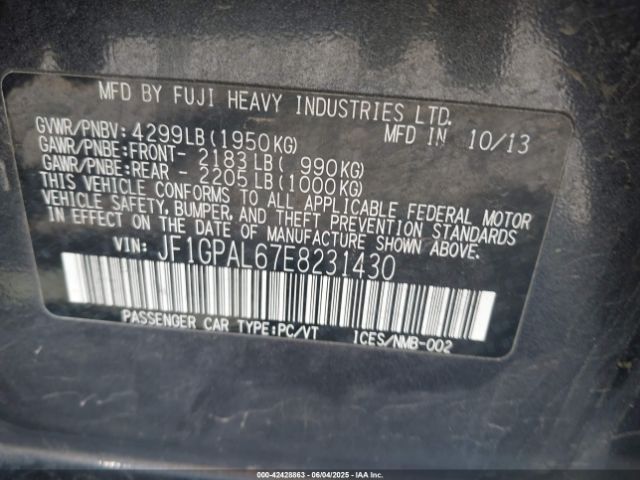 MFD BY FUJI HEAVY INDUSTRIES LTD.
GVWR/PNBV: 4299LB(1950KG) MFD IN 10/13
GAWR/PNBE:FRONT- 2183LB( 990KG)
GAWR/PNBE:REAR - 2205LB(1000KG)
THIS VEHICLE CONFORMS TO ALL APPLICABLE FEDERAL MOTOR
VEHICLE SAFETY, BUMPER, AND THEFT PREVENTION STANDARDS
IN EFFECT ON THE DATE OF MANUFACTURE SHOWN ABOVE.
VIN: JF1GPAL67E8231430
PASSENGER CAR TYPE:PC/VT ICES/NMB-002
000-42428863 - 06/04/2025 - IAA Inc.